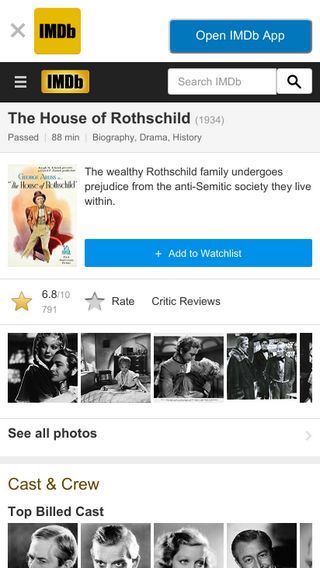 IMDb
Open IMDb App
IMDb
Search IMDb
The House of Rothschild (1934)
Passed | 88 min | Biography, Drama, History
GEORGE ARLISS in
"The HOUSE of ROTHSCHILD"
The wealthy Rothschild family undergoes
prejudice from the anti-Semitic society they live
within.
+ Add to Watchlist
6.8/10
791
Rate
Critic Reviews
See all photos
Cast & Crew
Top Billed Cast